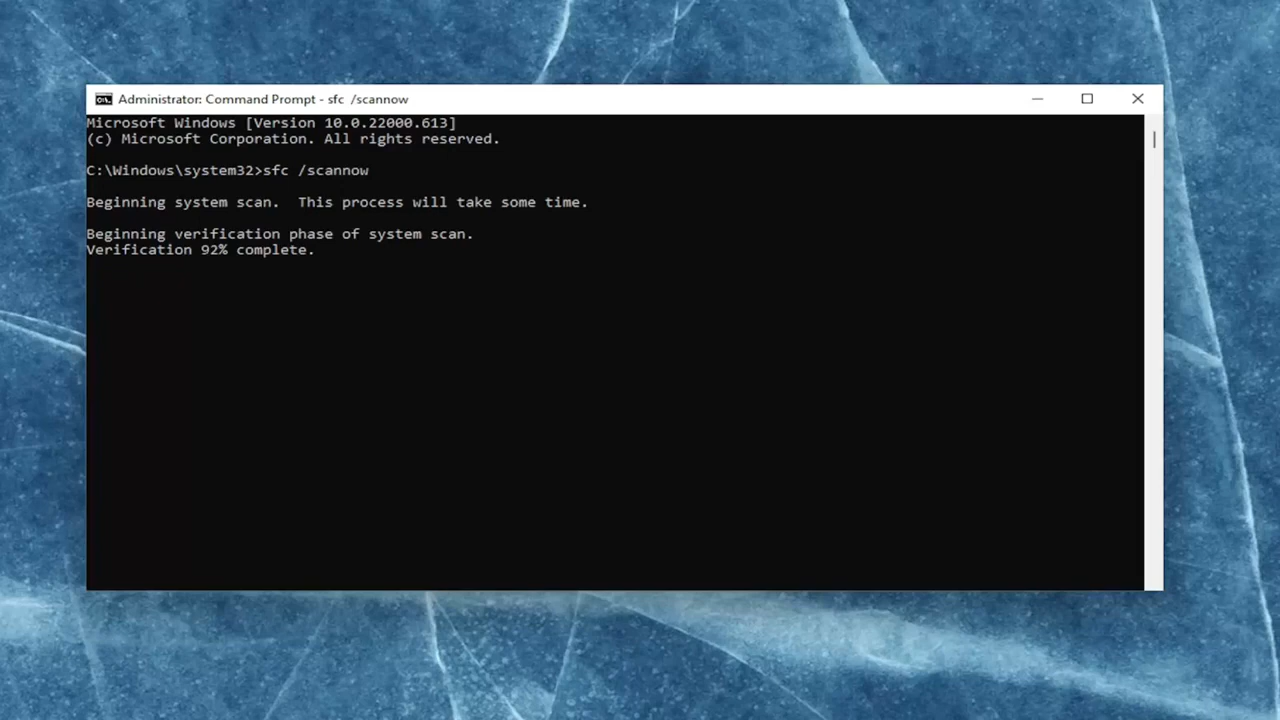 Administrator: Command Prompt - sfc  /scannow
Microsoft Windows [Version 10.0.22000.613]
(c) Microsoft Corporation. All rights reserved.
C:\Windows\system32>sfc /scannow
Beginning system scan.  This process will take some time.
Beginning verification phase of system scan.
Verification 92% complete.